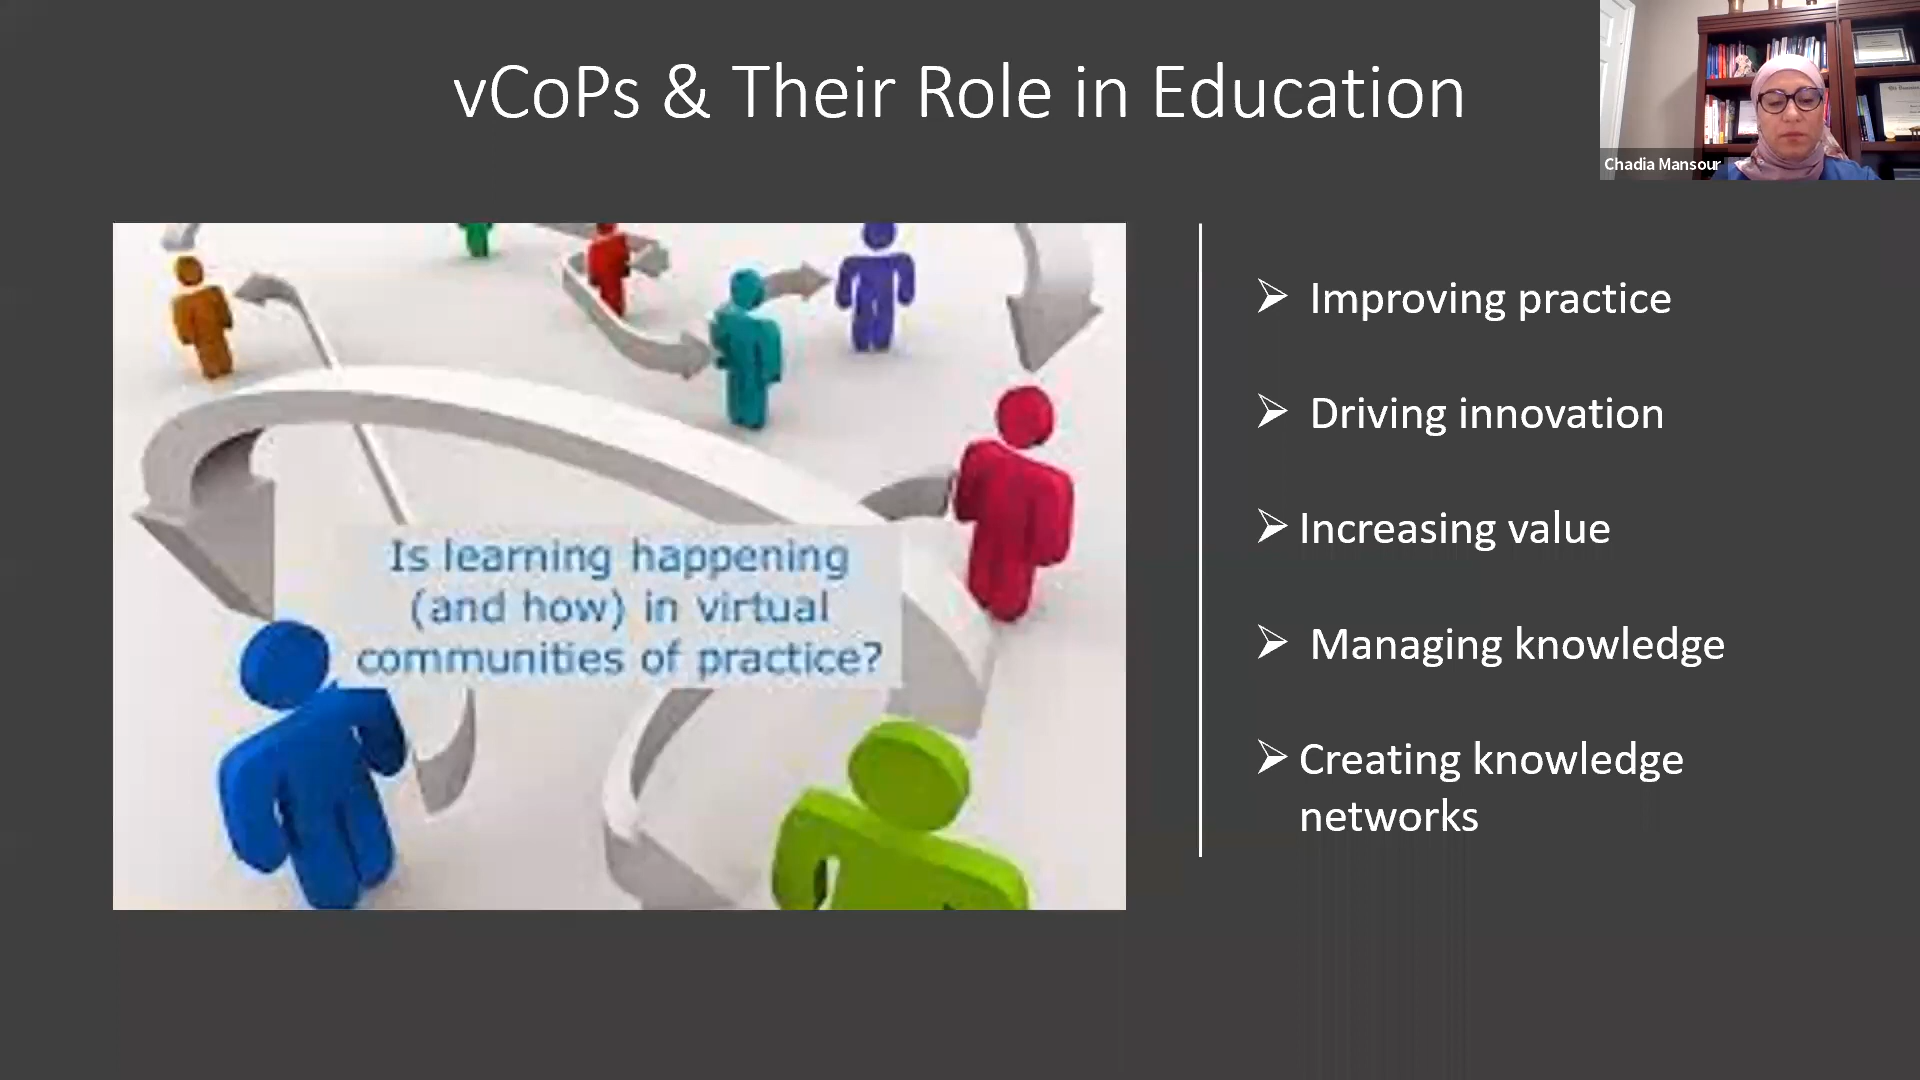 vCoPs & Their Role in Education
Chadia Mansour
Is learning happening
(and how) in virtual
communities of practice?
Improving practice
Driving innovation
Increasing value
Managing knowledge
Creating knowledge
networks